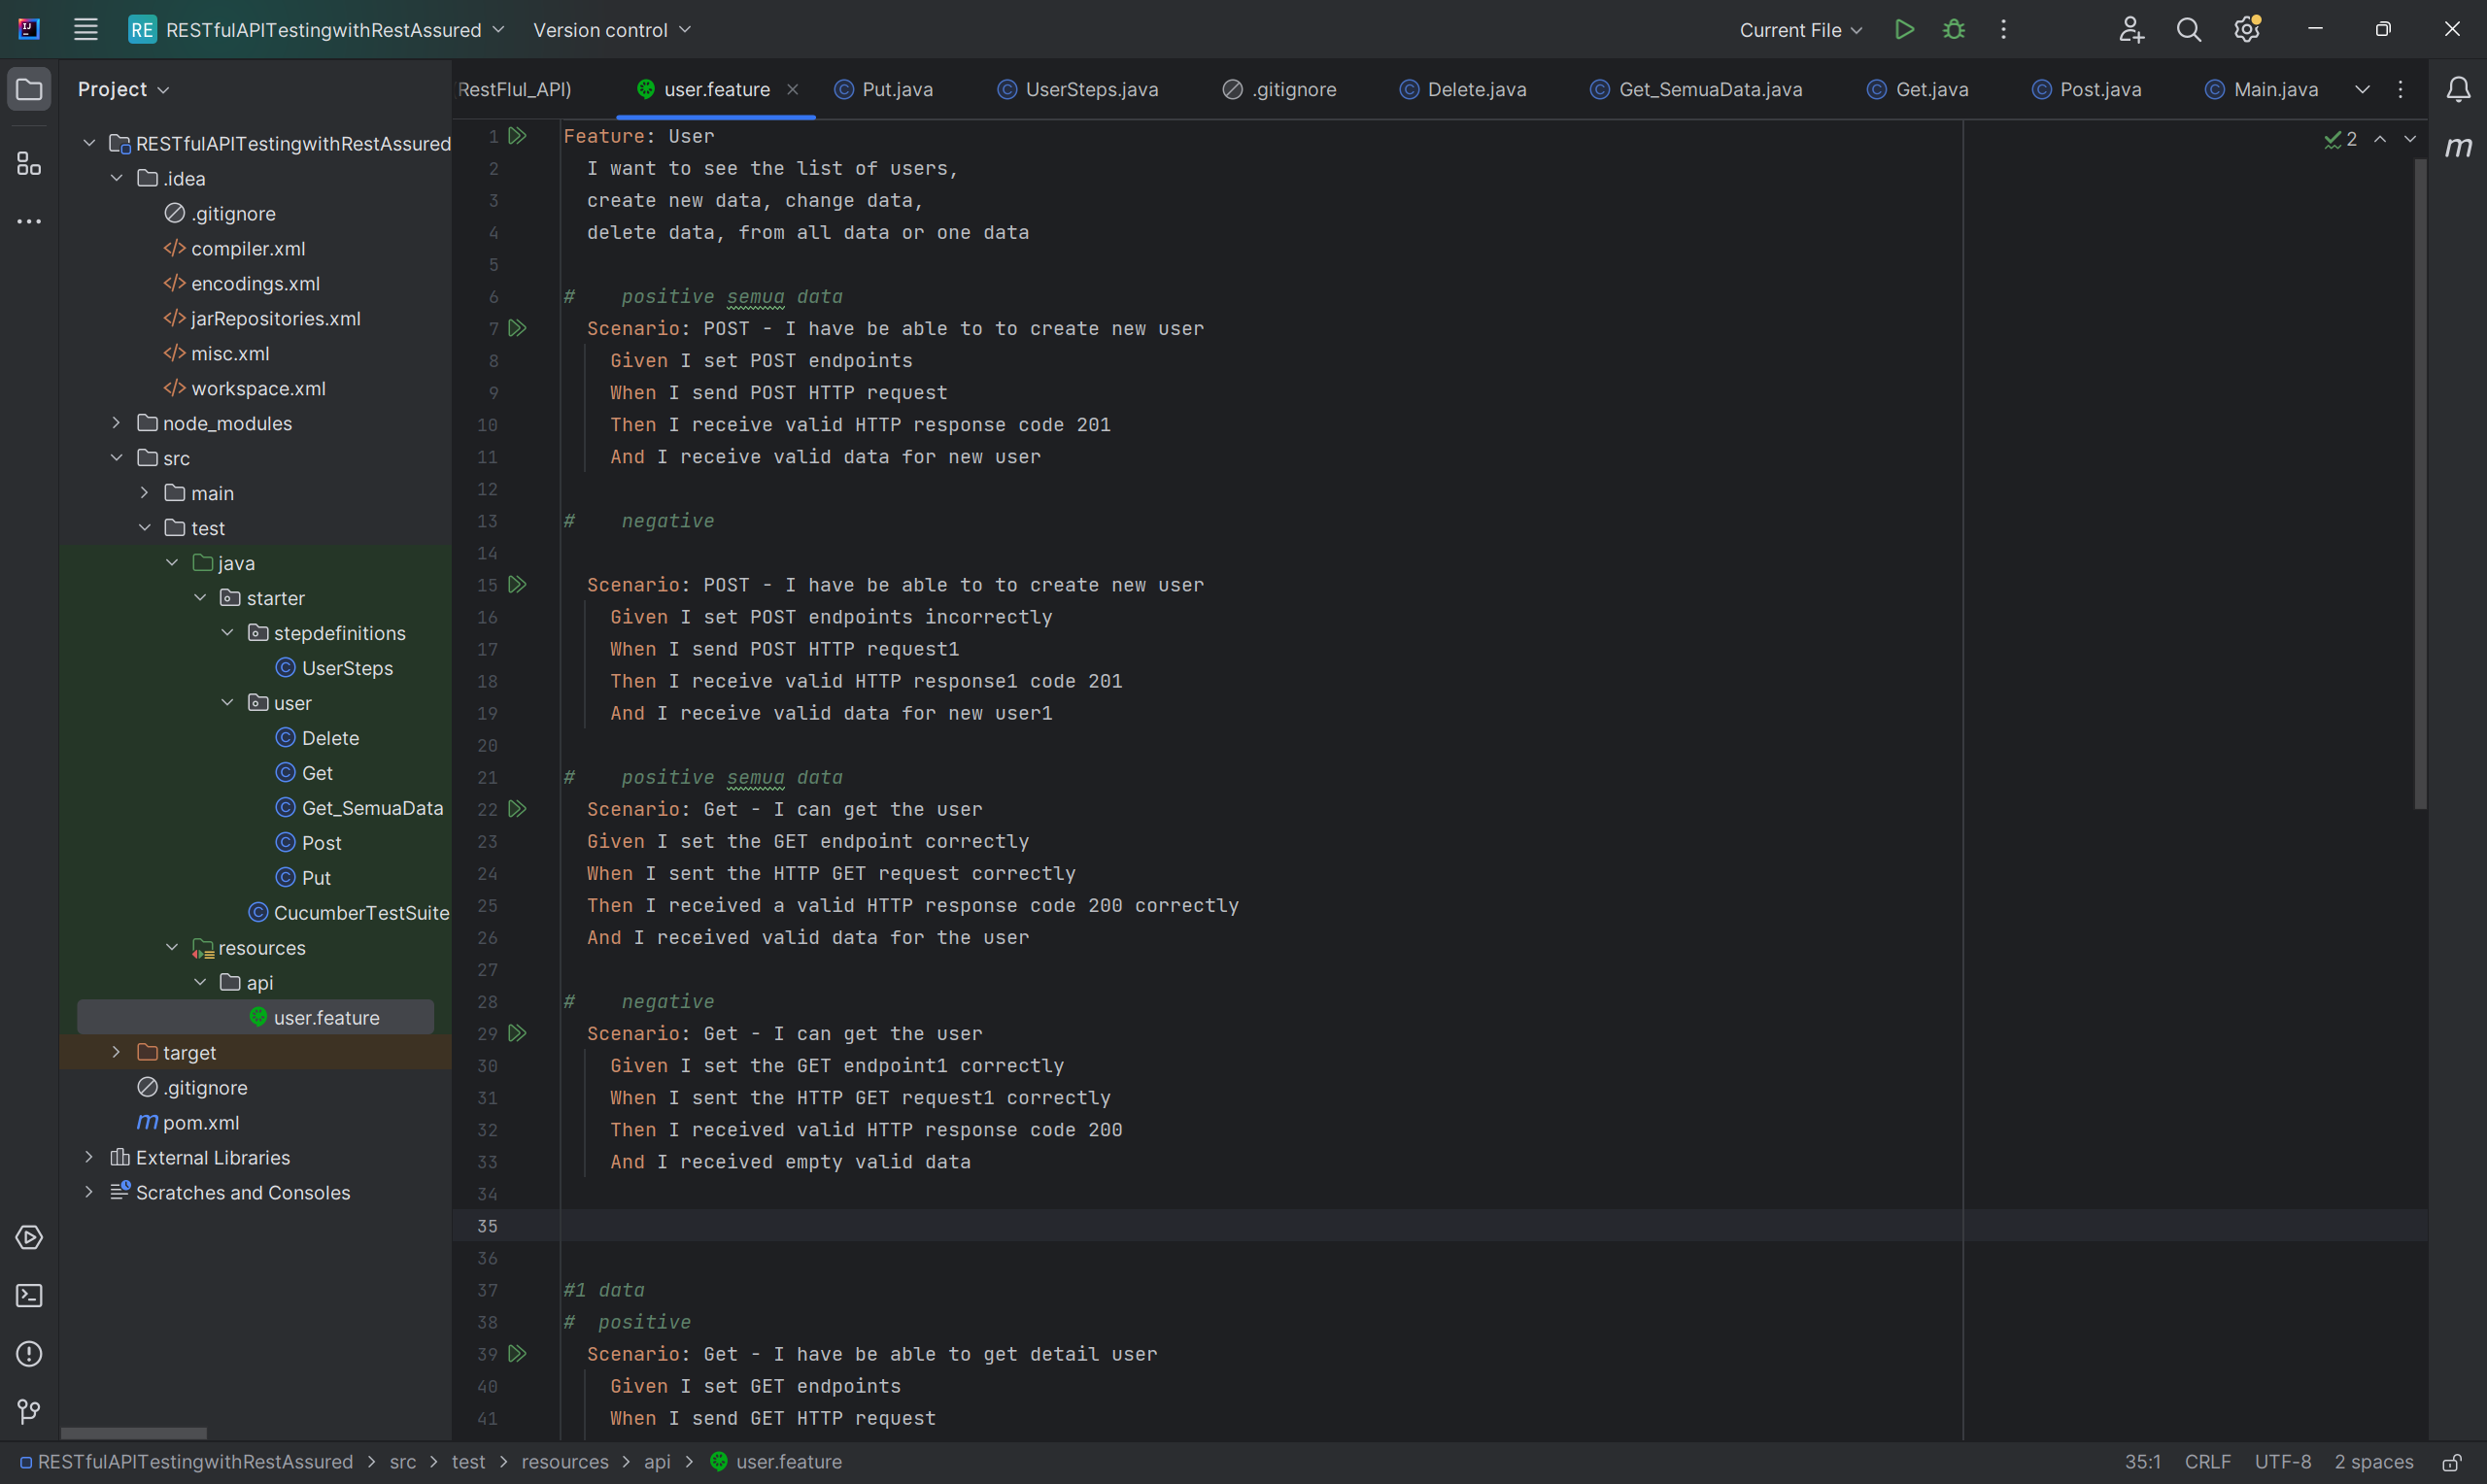 RE RESTfulAPITestingwithRestAssured Version control Current File
Project
RestFlul_API) user.feature Put.java UserSteps.java .gitignore Delete.java Get_SemuaData.java Get.java Post.java Main.java
RESTfulAPITestingwithRestAssured
.idea
.gitignore
compiler.xml
encodings.xml
jarRepositories.xml
misc.xml
workspace.xml
node_modules
src
main
test
java
starter
stepdefinitions
UserSteps
user
Delete
Get
Get_SemuaData
Post
Put
CucumberTestSuite
resources
api
user.feature
target
.gitignore
pom.xml
External Libraries
Scratches and Consoles
2
m
1 Feature: User
2 I want to see the list of users,
3 create new data, change data,
4 delete data, from all data or one data
5
6 #    positive semua data
7 Scenario: POST - I have be able to to create new user
8 Given I set POST endpoints
9 When I send POST HTTP request
10 Then I receive valid HTTP response code 201
11 And I receive valid data for new user
12
13 #    negative
14
15 Scenario: POST - I have be able to to create new user
16 Given I set POST endpoints incorrectly
17 When I send POST HTTP request1
18 Then I receive valid HTTP response1 code 201
19 And I receive valid data for new user1
20
21 #    positive semua data
22 Scenario: Get - I can get the user
23 Given I set the GET endpoint correctly
24 When I sent the HTTP GET request correctly
25 Then I received a valid HTTP response code 200 correctly
26 And I received valid data for the user
27
28 #    negative
29 Scenario: Get - I can get the user
30 Given I set the GET endpoint1 correctly
31 When I sent the HTTP GET request1 correctly
32 Then I received valid HTTP response code 200
33 And I received empty valid data
34
35
36
37 #1 data
38 #  positive
39 Scenario: Get - I have be able to get detail user
40 Given I set GET endpoints
41 When I send GET HTTP request
RESTfulAPITestingwithRestAssured > src > test > resources > api > user.feature 35:1 CRLF UTF-8 2 spaces